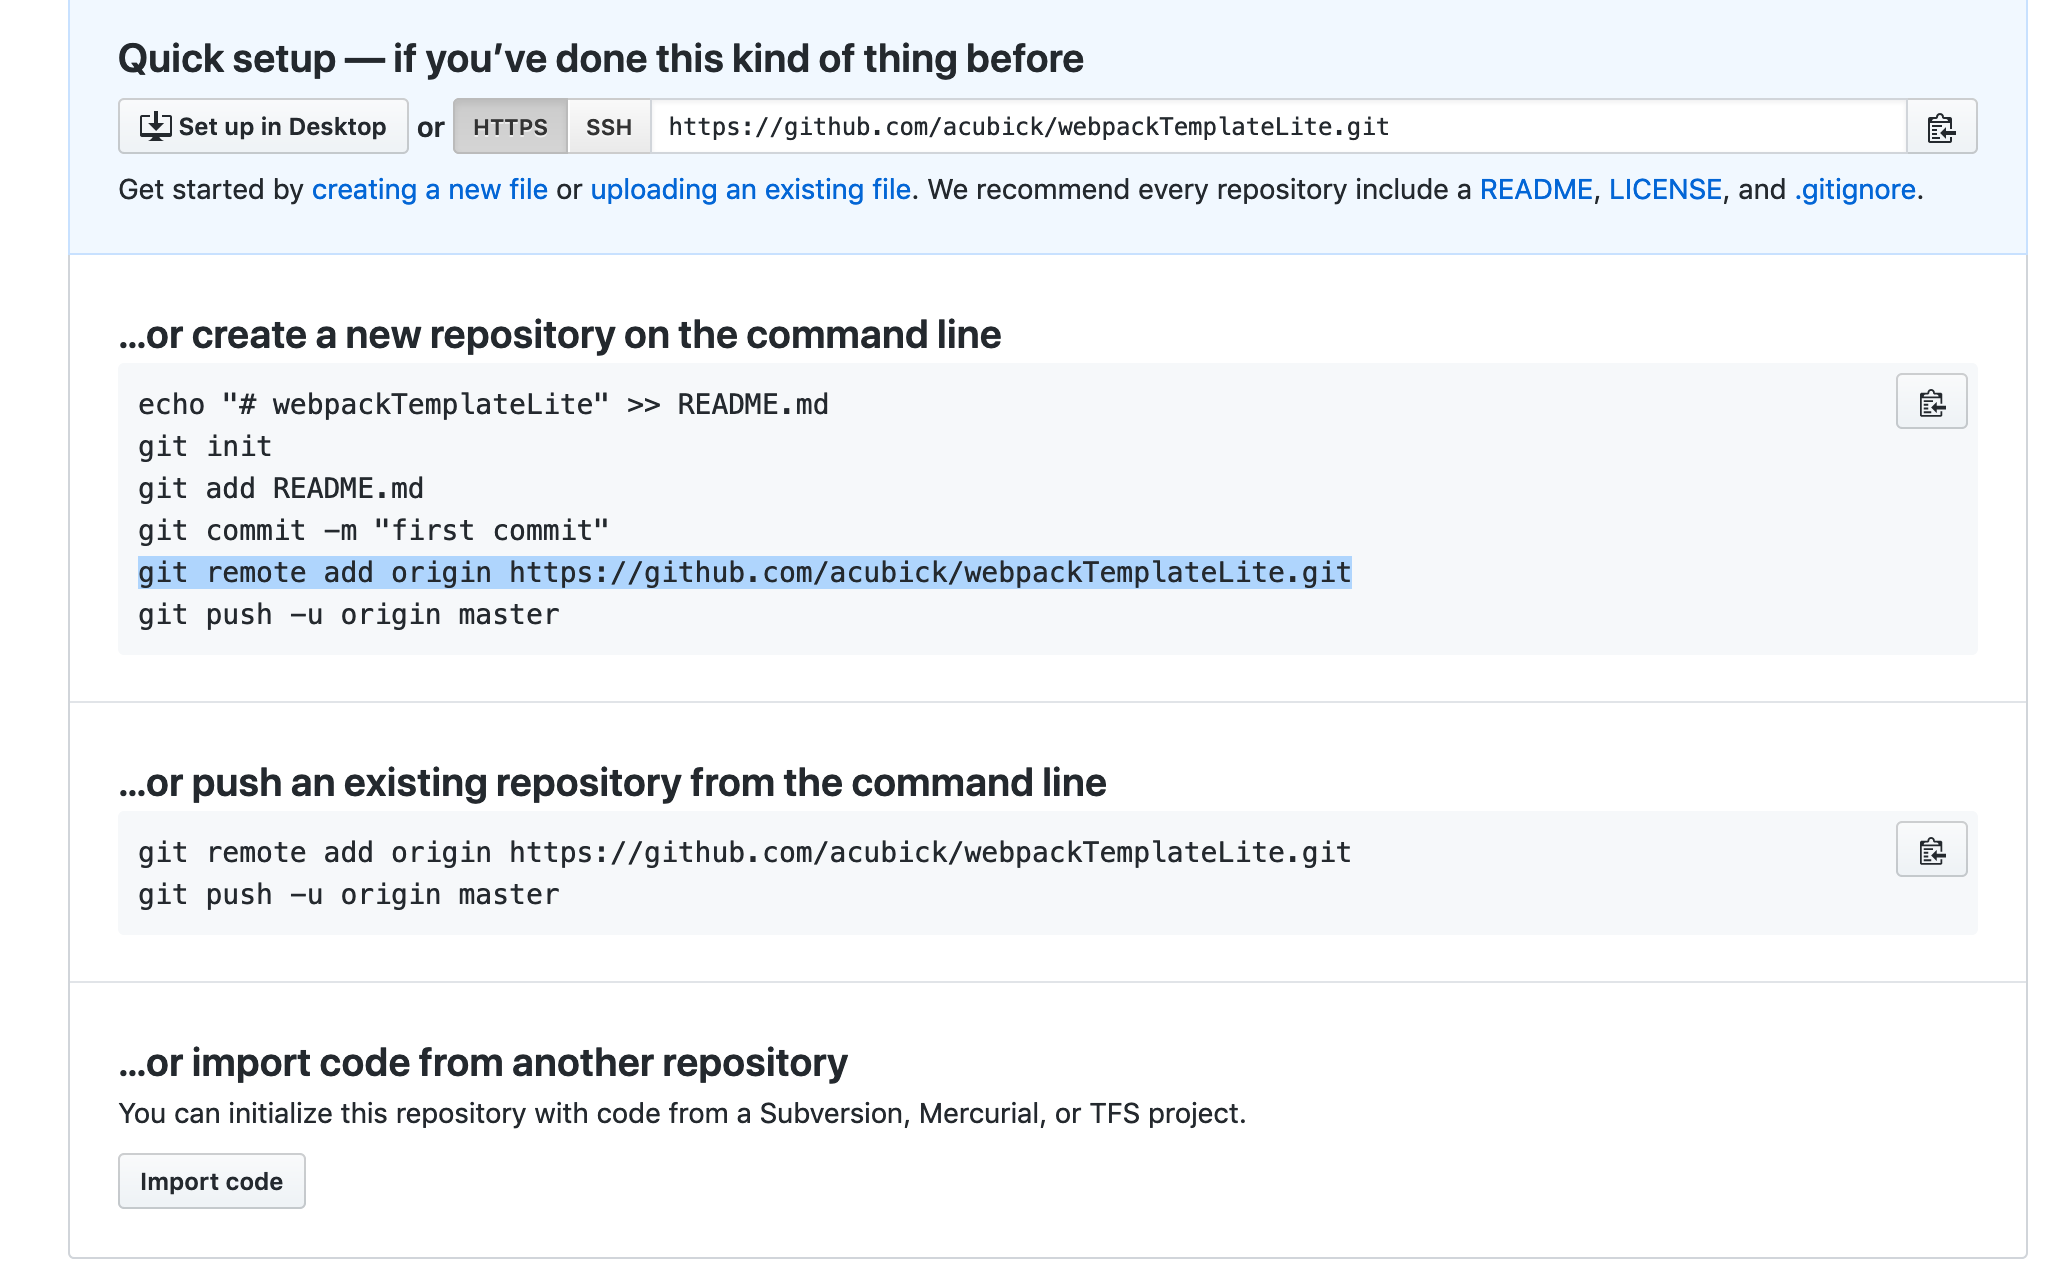 Quick setup — if you’ve done this kind of thing before
Set up in Desktop or HTTPS SSH https://github.com/acubick/webpackTemplateLite.git
Get started by creating a new file or uploading an existing file. We recommend every repository include a README, LICENSE, and .gitignore.
…or create a new repository on the command line
echo "# webpackTemplateLite" >> README.md
git init
git add README.md
git commit -m "first commit"
git remote add origin https://github.com/acubick/webpackTemplateLite.git
git push -u origin master
…or push an existing repository from the command line
git remote add origin https://github.com/acubick/webpackTemplateLite.git
git push -u origin master
…or import code from another repository
You can initialize this repository with code from a Subversion, Mercurial, or TFS project.
Import code